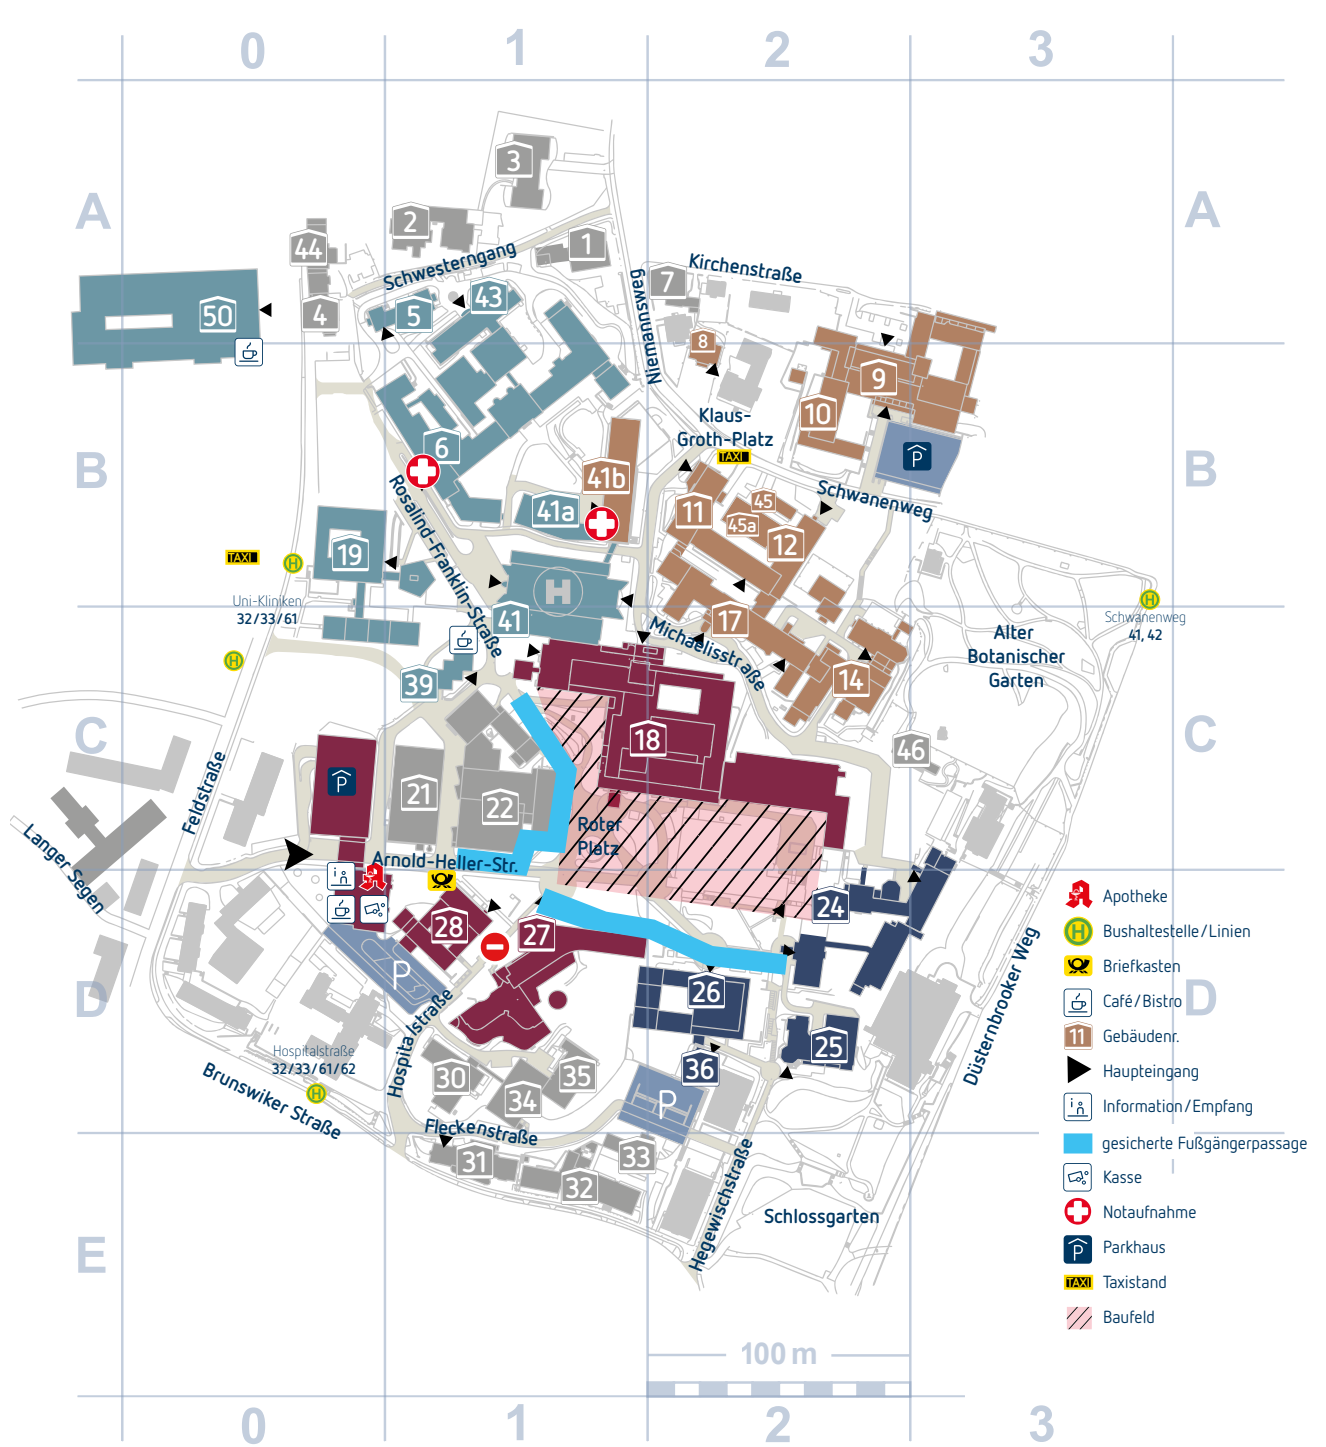 0
1
2
3
A
A
3
2
44
1
Schwesterngang
Niemannsweg
7
Kirchenstraße
50
4
5
43
8
9
10
Klaus-
Groth-Platz
TAXI
P
B
B
6
41b
41a
11
45
45a
12
Schwanenweg
Rosalind-Franklin-Straße
19
TAXI
H
H
H
Uni-Kliniken
32/33/61
Schwanenweg
41, 42
41
17
Michaelisstraße
Alter
Botanischer
Garten
H
39
14
C
C
18
46
P
21
22
Feldstraße
Roter
Platz
Langer Segen
Arnold-Heller-Str.
28
27
24
P
26
25
D
D
Düsternbrooker Weg
Hospitalstraße
Hospitalstraße
32/33/61/62
H
30
35
34
36
P
Brunswiker Straße
Fleckenstraße
31
33
32
Hegewischstraße
Schlossgarten
E
Apotheke
H Bushaltestelle/Linien
Briefkasten
Café/Bistro
11 Gebäudenr.
Haupteingang
i Information/Empfang
gesicherte Fußgängerpassage
Kasse
Notaufnahme
P Parkhaus
TAXI Taxistand
Baufeld
100 m
0
1
2
3